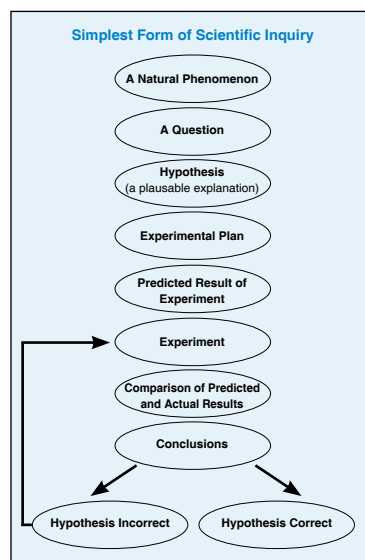 Simplest Form of Scientific Inquiry
A Natural Phenomenon
A Question
Hypothesis
(a plausable explanation)
Experimental Plan
Predicted Result of
Experiment
Experiment
Comparison of Predicted
and Actual Results
Conclusions
Hypothesis Incorrect
Hypothesis Correct